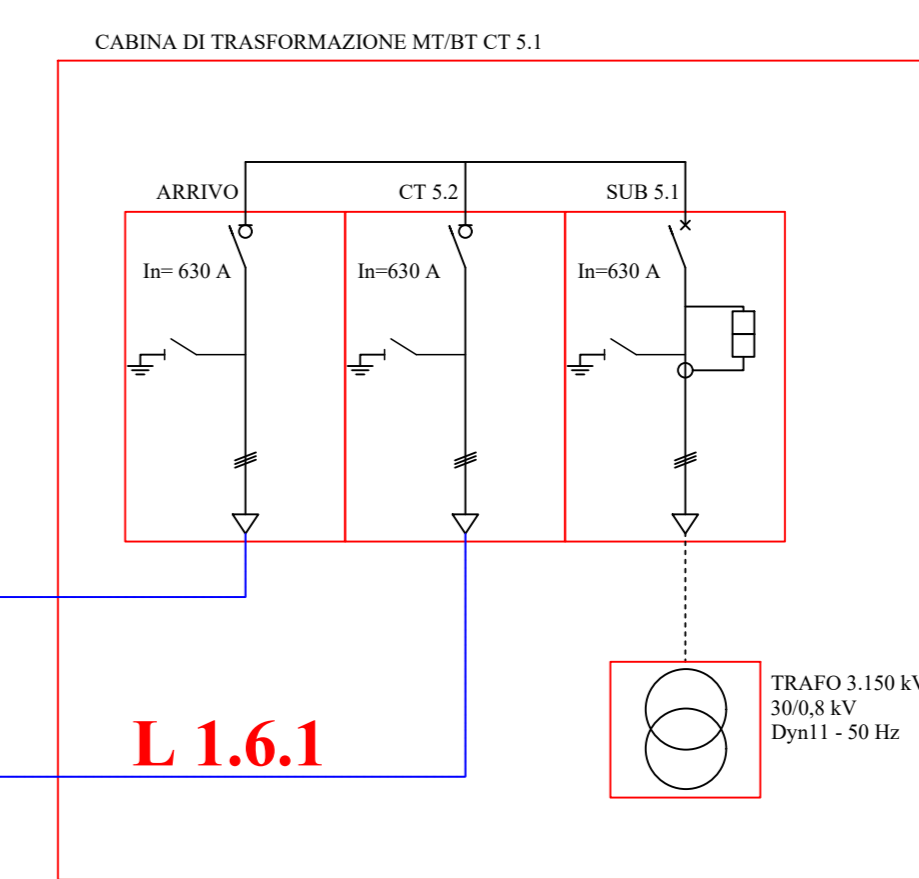 CABINA DI TRASFORMAZIONE MT/BT CT 5.1
ARRIVO
CT 5.2
SUB 5.1
In= 630 A
In=630 A
In=630 A
TRAFO 3.150 kV
30/0,8 kV
Dyn11 - 50 Hz
L 1.6.1